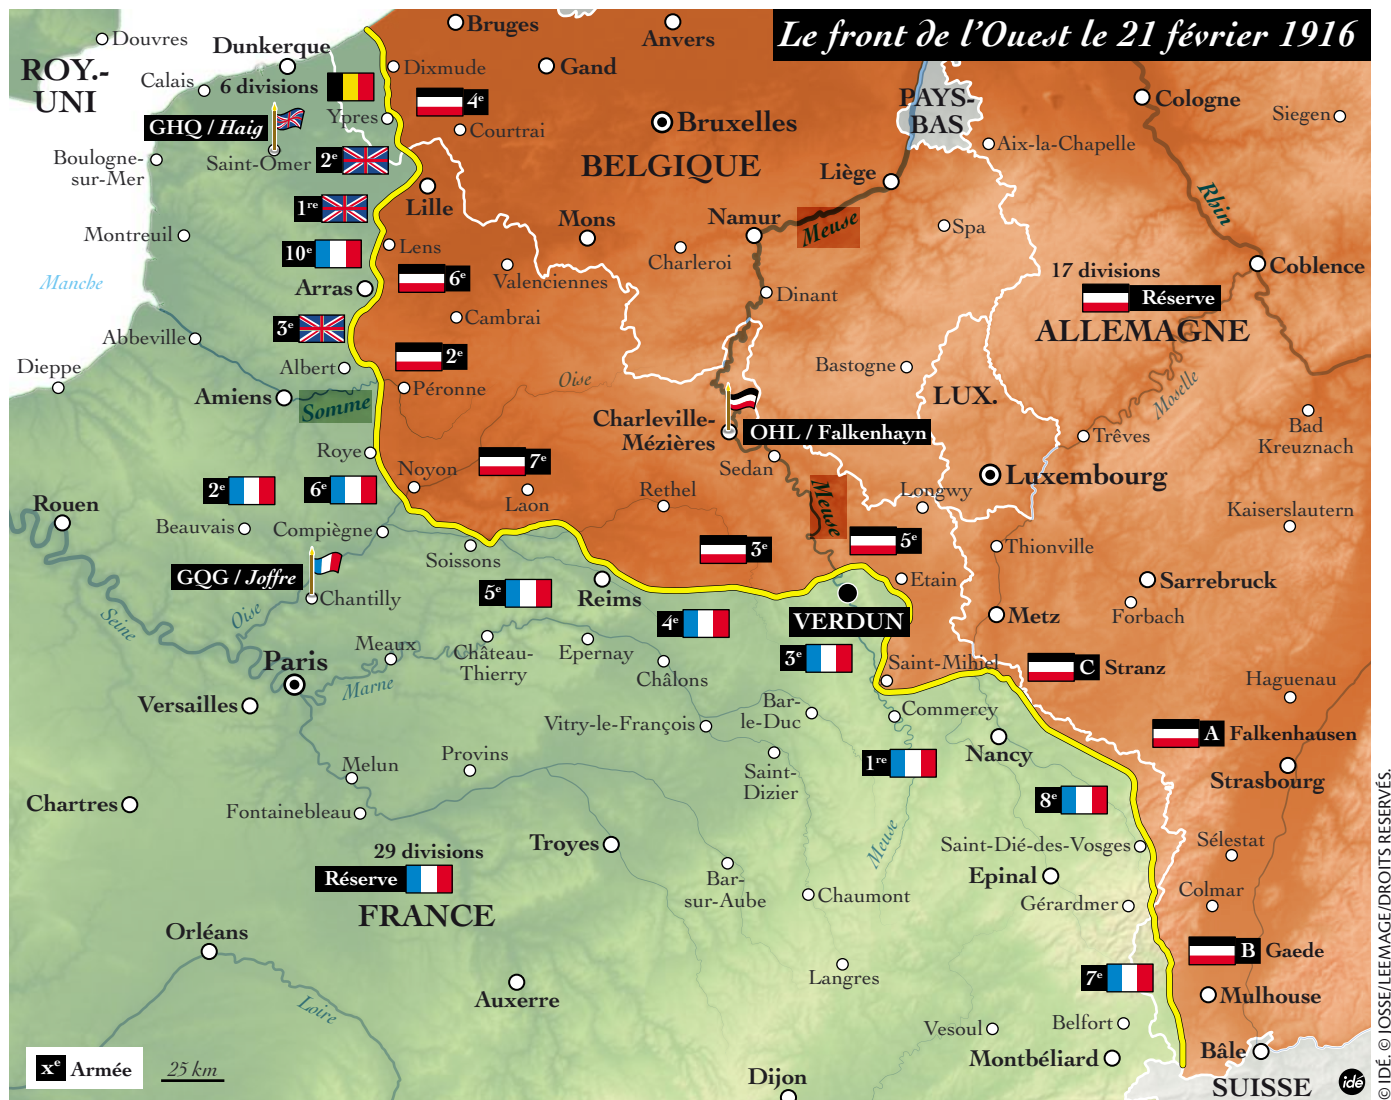 Le front de l'Ouest le 21 février 1916
Bruges
Anvers
Douvres
Dunkerque
ROY.-
UNI
Calais
6 divisions
Dixmude
Gand
4e
Ypres
Courtrai
GHQ / Haig
Saint-Omer
2e
Boulogne-
sur-Mer
Bruxelles
BELGIQUE
PAYS-
BAS
Cologne
Siegen
Aix-la-Chapelle
Liège
Rhin
1re
Lille
Mons
Namur
Meuse
Spa
Montreuil
10e
Lens
Charleroi
Manche
Arras
6e
Valenciennes
Dinant
17 divisions
Réserve
Coblence
ALLEMAGNE
3e
Cambrai
Abbeville
Albert
2e
Dieppe
Amiens
Somme
Péronne
Oise
Bastogne
LUX.
Moselle
Charleville-
Mézières
OHL / Falkenhayn
Trêves
Bad
Kreuznach
Roye
Noyon
7e
Sedan
Luxembourg
2e
6e
Laon
Rethel
Meuse
Longwy
Rouen
Beauvais
Compiègne
Kaiserslautern
Soissons
3e
5e
Thionville
GQG / Joffre
Chantilly
Etain
Sarrebruck
5e
Reims
Forbach
Seine
Oise
4e
VERDUN
Metz
Meaux
Château-
Thierry
Epernay
3e
Saint-Mihiel
C Stranz
Paris
Marne
Châlons
Haguenau
Versailles
Bar-
le-Duc
Commercy
Vitry-le-François
Nancy
A Falkenhausen
Provins
Melun
Saint-
Dizier
1re
Strasbourg
Chartres
Fontainebleau
8e
Troyes
Meuse
Saint-Dié-des-Vosges
Sélestat
29 divisions
Réserve
FRANCE
Bar-
sur-Aube
Chaumont
Epinal
Gérardmer
Colmar
Orléans
B Gaede
Langres
7e
Auxerre
Mulhouse
Loire
Vesoul
Belfort
Montbéliard
Bâle
xe Armée
25 km
Dijon
SUISSE
idé
© IDÉ. © JOSSE/LEEMAGE/DROITS RESERVÉS.